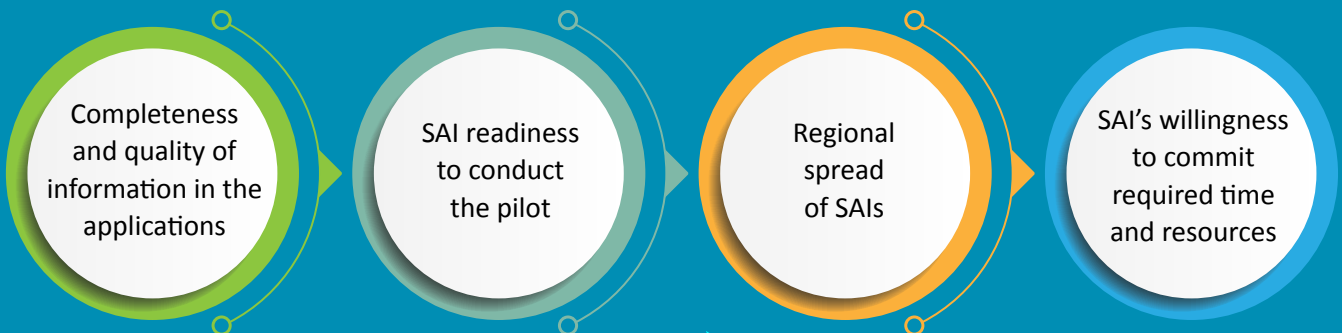 Completeness
and quality of
information in the
applications
SAI readiness
to conduct
the pilot
Regional
spread
of SAIs
SAI’s willingness
to commit
required time
and resources